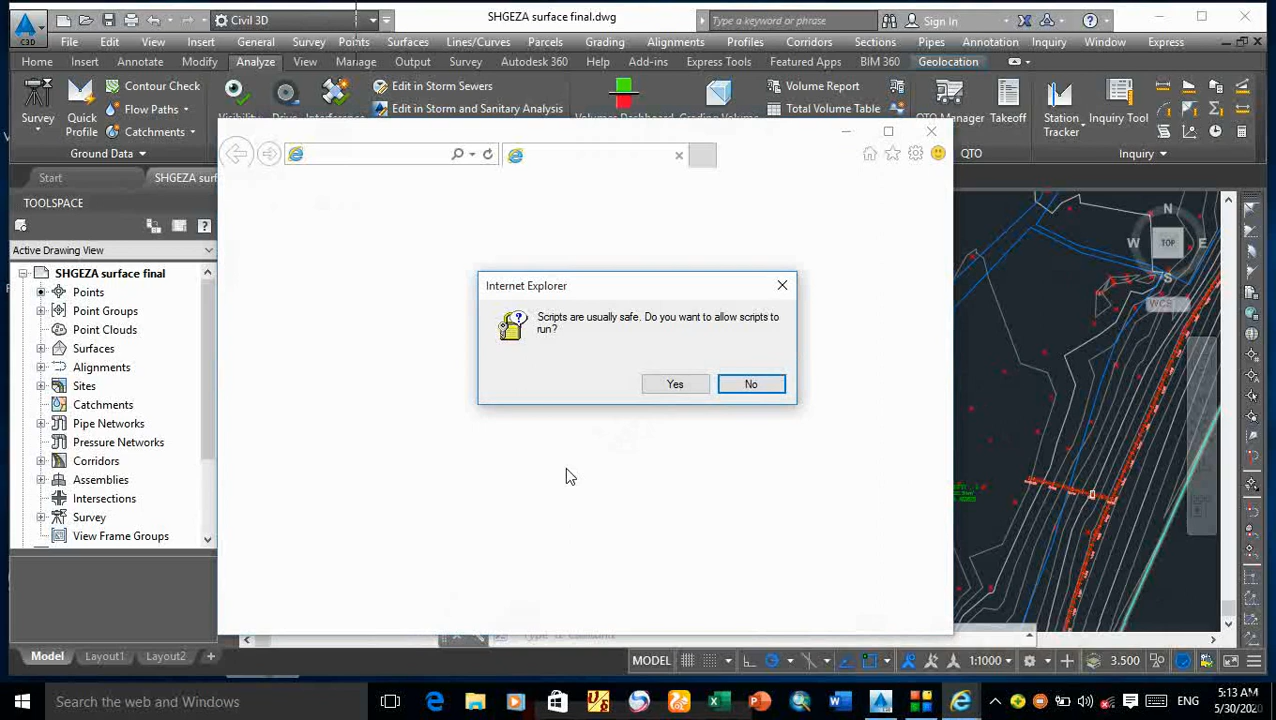 Civil 3D
SHGEZA surface final.dwg
Type a keyword or phrase
Sign In
C3D
File Edit View Insert General Survey Points Surfaces Lines/Curves Parcels Grading Alignments Profiles Corridors Sections Pipes Annotation Inquiry Window Express
Home Insert Annotate Modify Analyze View Manage Output Survey Autodesk 360 Help Add-ins Express Tools Featured Apps BIM 360 Geolocation
Contour Check
Flow Paths
Catchments
Survey
Quick Profile
Ground Data
Edit in Storm Sewers
Edit in Storm and Sanitary Analysis
Volume Report
Total Volume Table
QTO Manager
Takeoff
QTO
Station Tracker
Inquiry Tool
Inquiry
Start
SHGEZA surf
TOOLSPACE
Active Drawing View
SHGEZA surface final
Points
Point Groups
Point Clouds
Surfaces
Alignments
Sites
Catchments
Pipe Networks
Pressure Networks
Corridors
Assemblies
Intersections
Survey
View Frame Groups
Internet Explorer
Scripts are usually safe. Do you want to allow scripts to
run?
Yes
No
N
W
TOP
E
S
WCS
Type a command
Model
Layout1
Layout2
MODEL
1:1000
3.500
Search the web and Windows
ENG
5:13 AM
5/30/2020